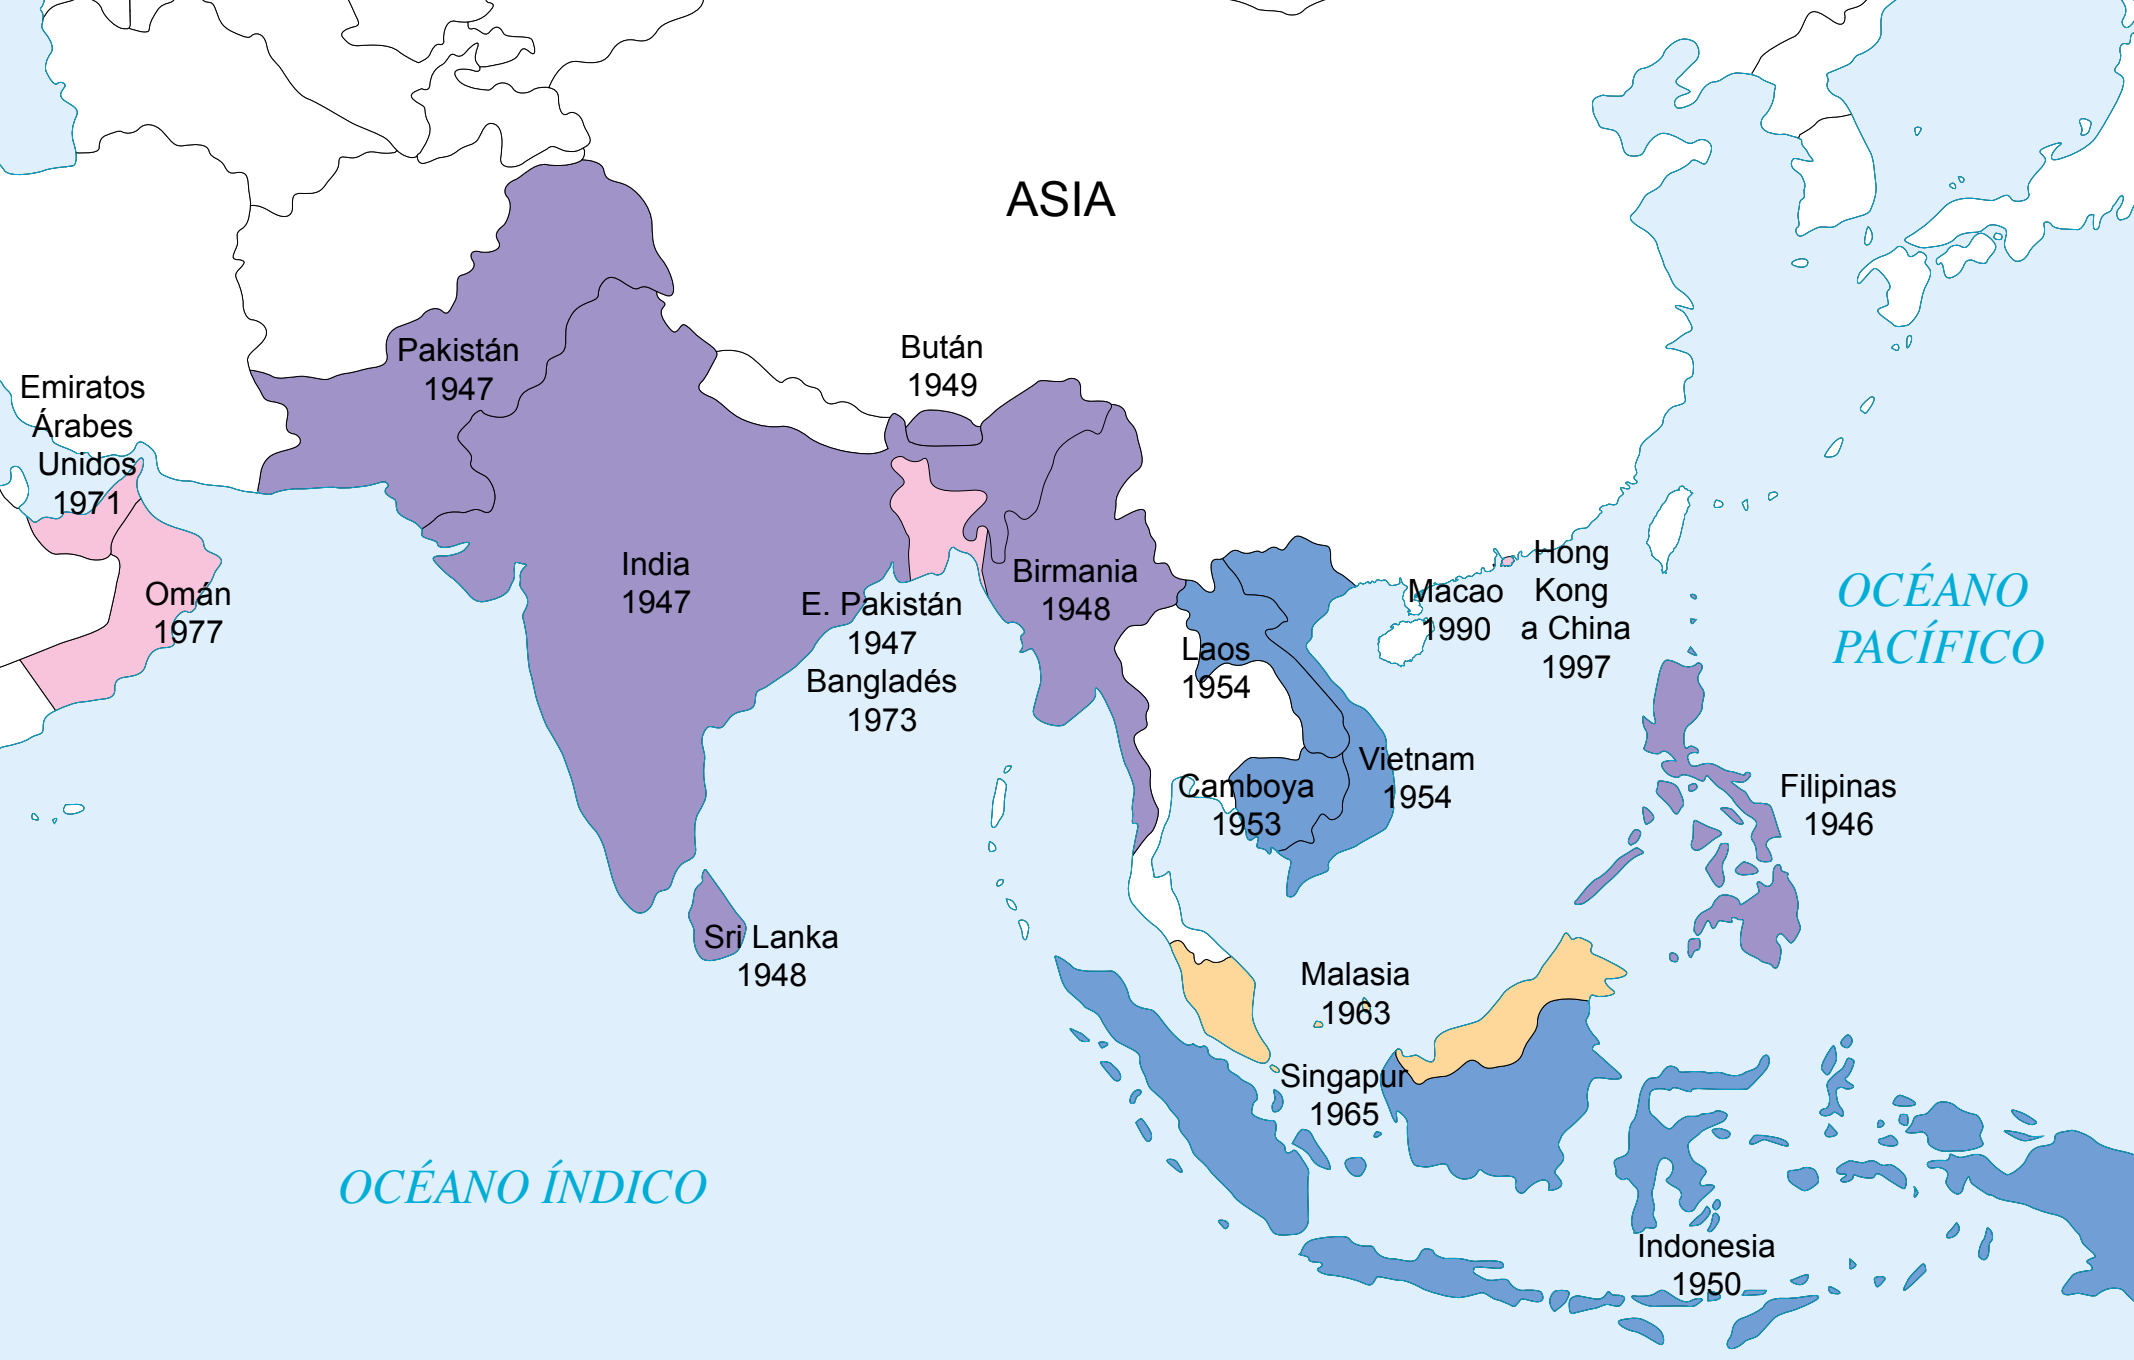 ASIA
Pakistán
1947
Bután
1949
Emiratos
Árabes
Unidos
1971
Omán
1977
India
1947
E. Pakistán
1947
Bangladés
1973
Birmania
1948
Hong
Kong
a China
1997
Macao
1990
OCÉANO
PACÍFICO
Laos
1954
Vietnam
1954
Camboya
1953
Filipinas
1946
Sri Lanka
1948
Malasia
1963
Singapur
1965
OCÉANO ÍNDICO
Indonesia
1950